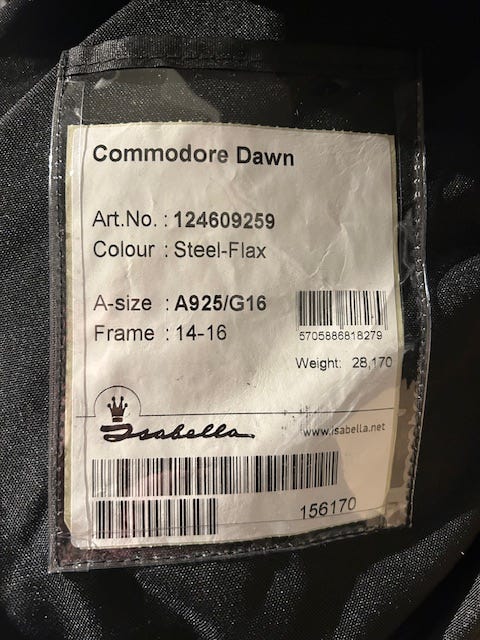 Commodore Dawn
Art.No. : 124609259
Colour : Steel-Flax
A-size : A925/G16
Frame : 14-16
5705886818279
Weight: 28,170
Isabella
www.isabella.net
156170